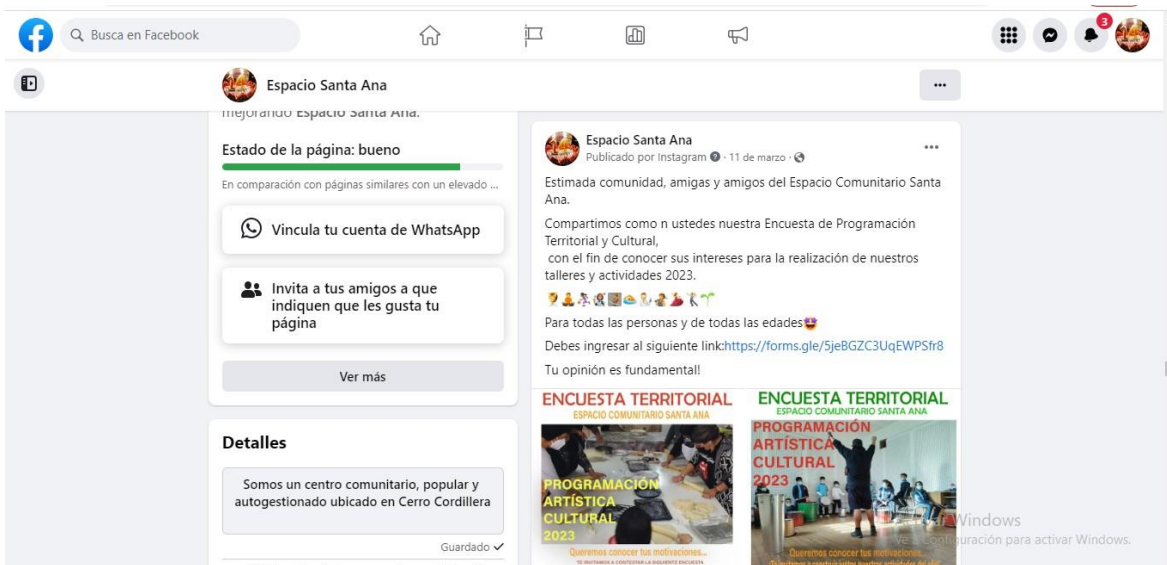 Busca en Facebook
3
Espacio Santa Ana
mejorando Espacio Santa Ana.
Estado de la página: bueno
En comparación con páginas similares con un elevado ...
Vincula tu cuenta de WhatsApp
Invita a tus amigos a que
indiquen que les gusta tu
página
Ver más
Detalles
Somos un centro comunitario, popular y
autogestionado ubicado en Cerro Cordillera
Guardado
Espacio Santa Ana
Publicado por Instagram · 11 de marzo ·
Estimada comunidad, amigas y amigos del Espacio Comunitario Santa
Ana.
Compartimos como n ustedes nuestra Encuesta de Programación
Territorial y Cultural,
con el fin de conocer sus intereses para la realización de nuestros
talleres y actividades 2023.
Para todas las personas y de todas las edades
Debes ingresar al siguiente link:https://forms.gle/5jeBGZC3UqEWPSfr8
Tu opinión es fundamental!
ENCUESTA TERRITORIAL
ESPACIO COMUNITARIO SANTA ANA
PROGRAMACIÓN
ARTÍSTICA
CULTURAL
2023
Queremos conocer tus motivaciones...
TE INVITAMOS A CONTESTAR LA SIGUIENTE ENCUESTA
ENCUESTA TERRITORIAL
ESPACIO COMUNITARIO SANTA ANA
PROGRAMACIÓN
ARTÍSTICA
CULTURAL
2023
Queremos conocer tus motivaciones...
Windows
para activar Windows.